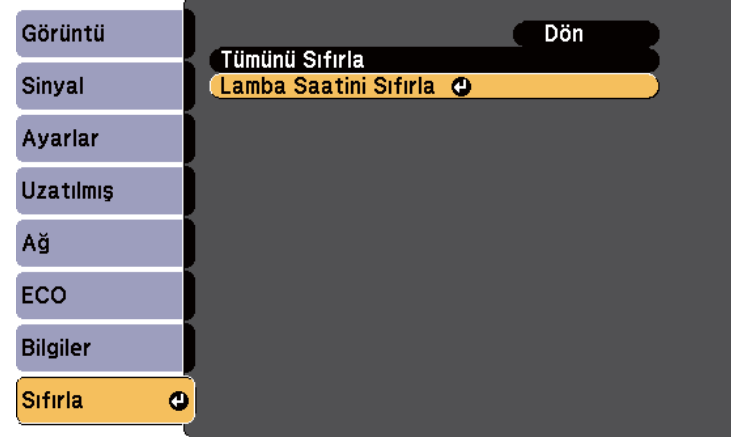 Görüntü
Sinyal
Ayarlar
Uzatılmış
Ağ
ECO
Bilgiler
Sıfırla
Dön
Tümünü Sıfırla
Lamba Saatini Sıfırla